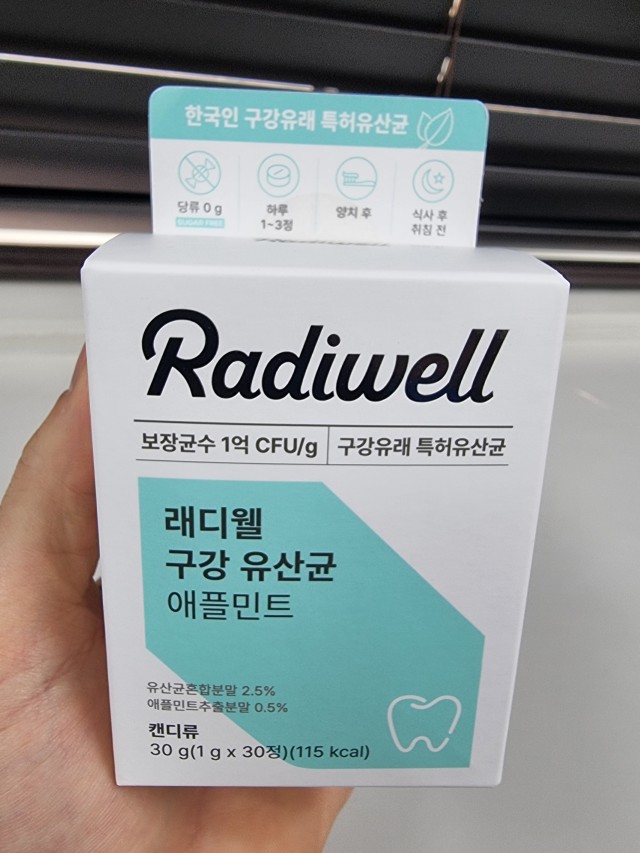 한국인 구강유래 특허유산균
당류 0 g
SUGAR FREE
하루
1~3정
양치 후
식사 후
취침 전
Radiwell
보장균수 1억 CFU/g
구강유래 특허유산균
래디웰
구강 유산균
애플민트
유산균혼합분말 2.5%
애플민트추출분말 0.5%
캔디류
30 g(1 g x 30정)(115 kcal)